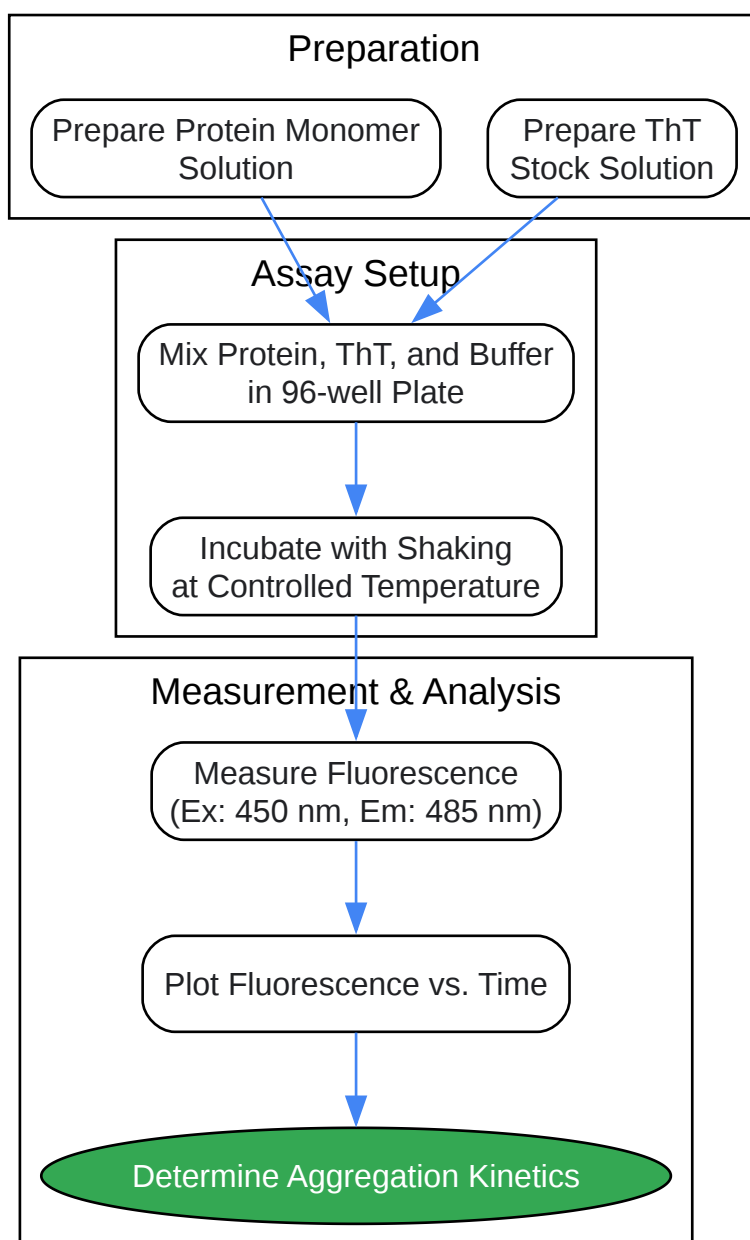 Preparation
Prepare Protein Monomer
Solution
Prepare ThT
Stock Solution
Assay Setup
Mix Protein, ThT, and Buffer
in 96-well Plate
Incubate with Shaking
at Controlled Temperature
Measurement & Analysis
Measure Fluorescence
(Ex: 450 nm, Em: 485 nm)
Plot Fluorescence vs. Time
Determine Aggregation Kinetics